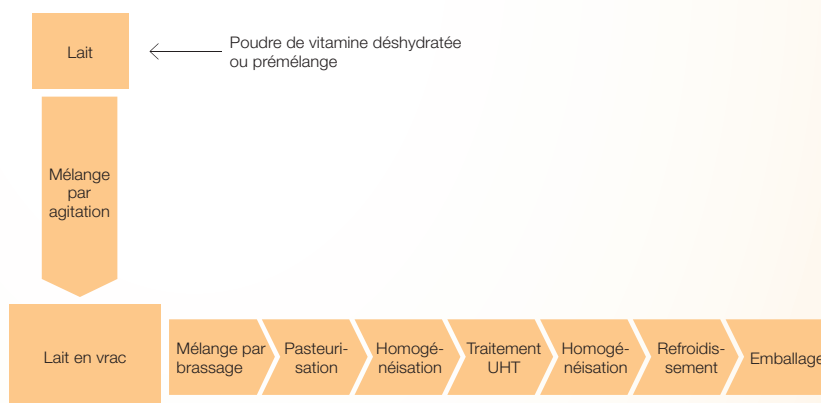 Lait
Poudre de vitamine déshydratée
ou prémélange
Mélange
par
agitation
Lait en vrac
Mélange par
brassage
Pasteuri-
sation
Homogé-
néisation
Traitement
UHT
Homogé-
néisation
Refroidis-
sement
Emballage